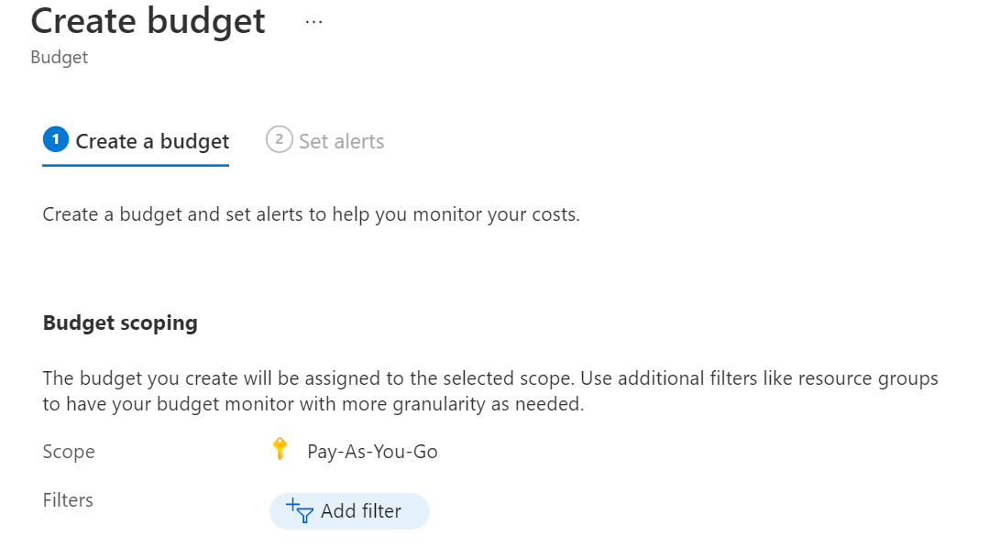 Create budget ...
Budget
1 Create a budget 2 Set alerts
Create a budget and set alerts to help you monitor your costs.
Budget scoping
The budget you create will be assigned to the selected scope. Use additional filters like resource groups
to have your budget monitor with more granularity as needed.
Scope Pay-As-You-Go
Filters Add filter